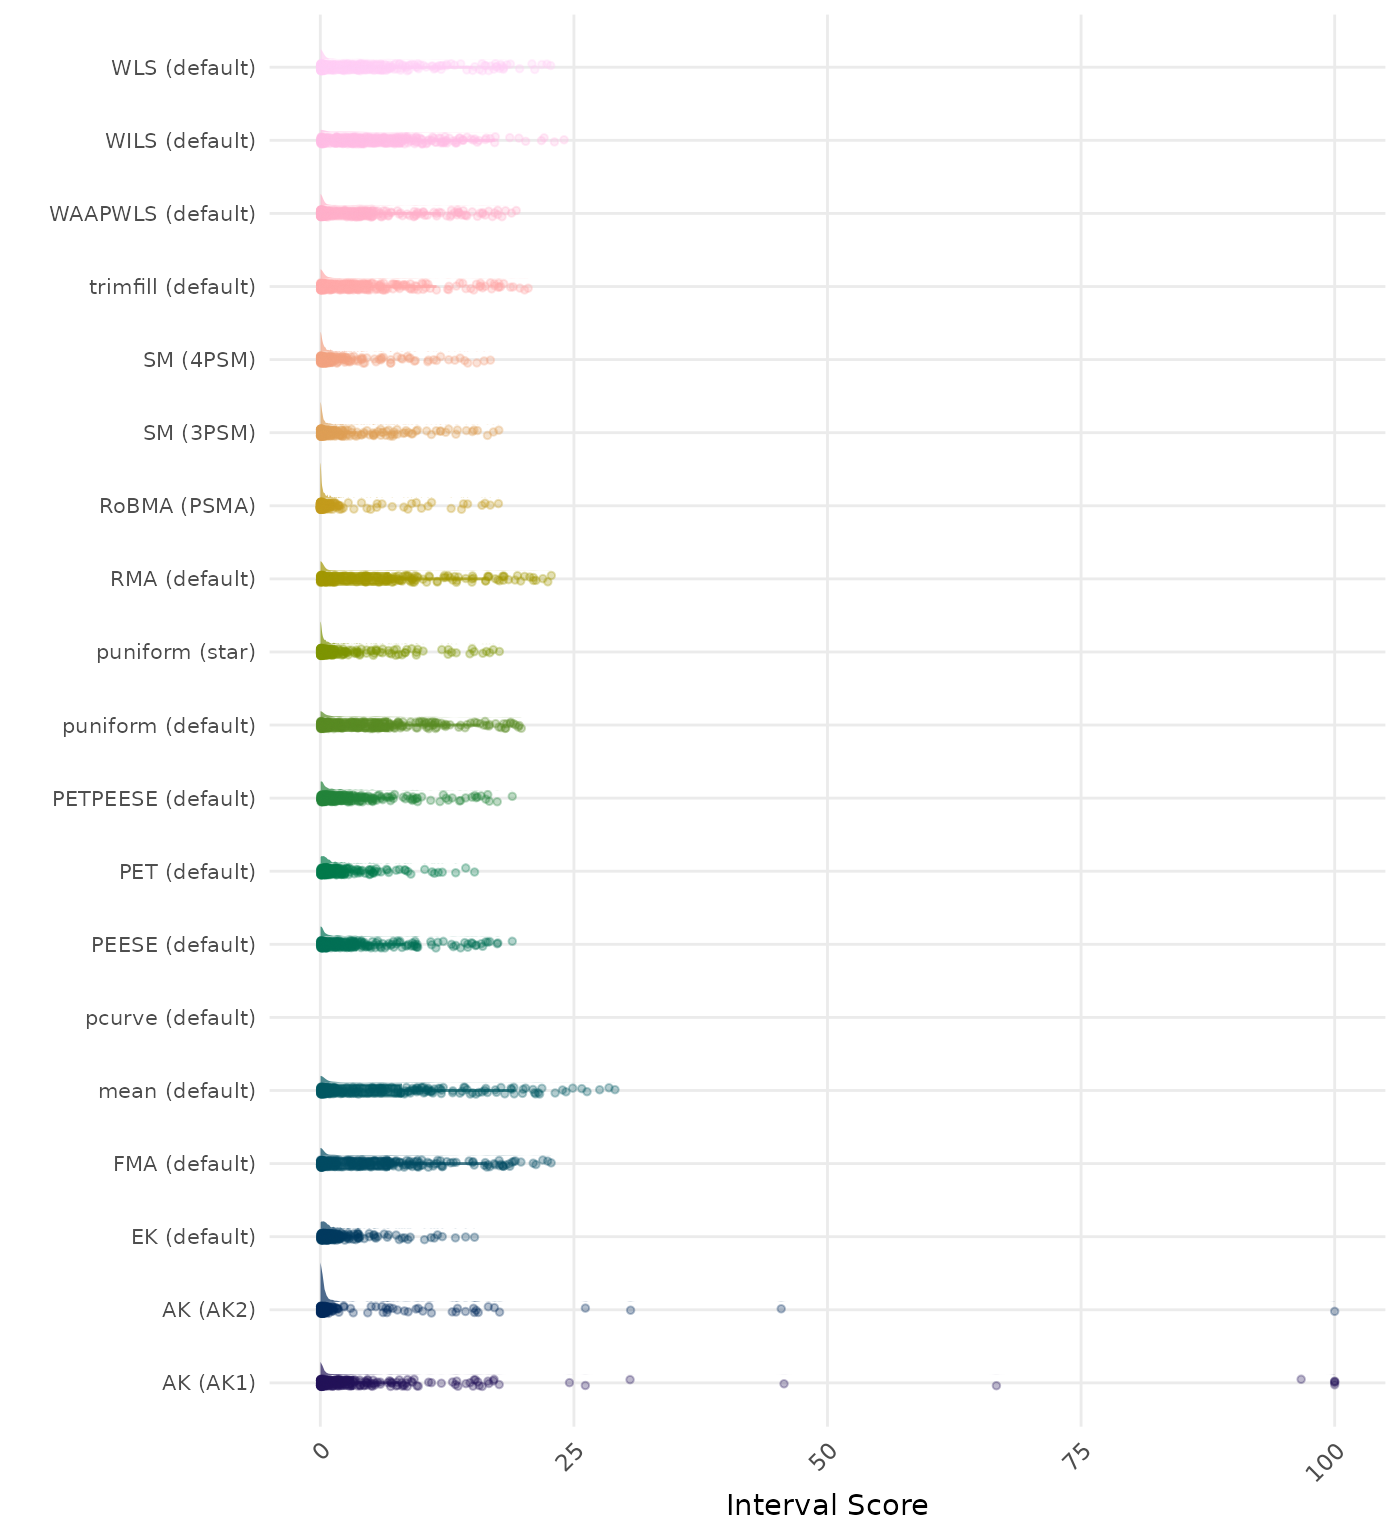 WLS (default)
WILS (default)
WAAPWLS (default)
trimfill (default)
SM (4PSM)
SM (3PSM)
RoBMA (PSMA)
RMA (default)
puniform (star)
puniform (default)
PETPEESE (default)
PET (default)
PEESE (default)
pcurve (default)
mean (default)
FMA (default)
EK (default)
AK (AK2)
AK (AK1)
0
25
50
75
100
Interval Score